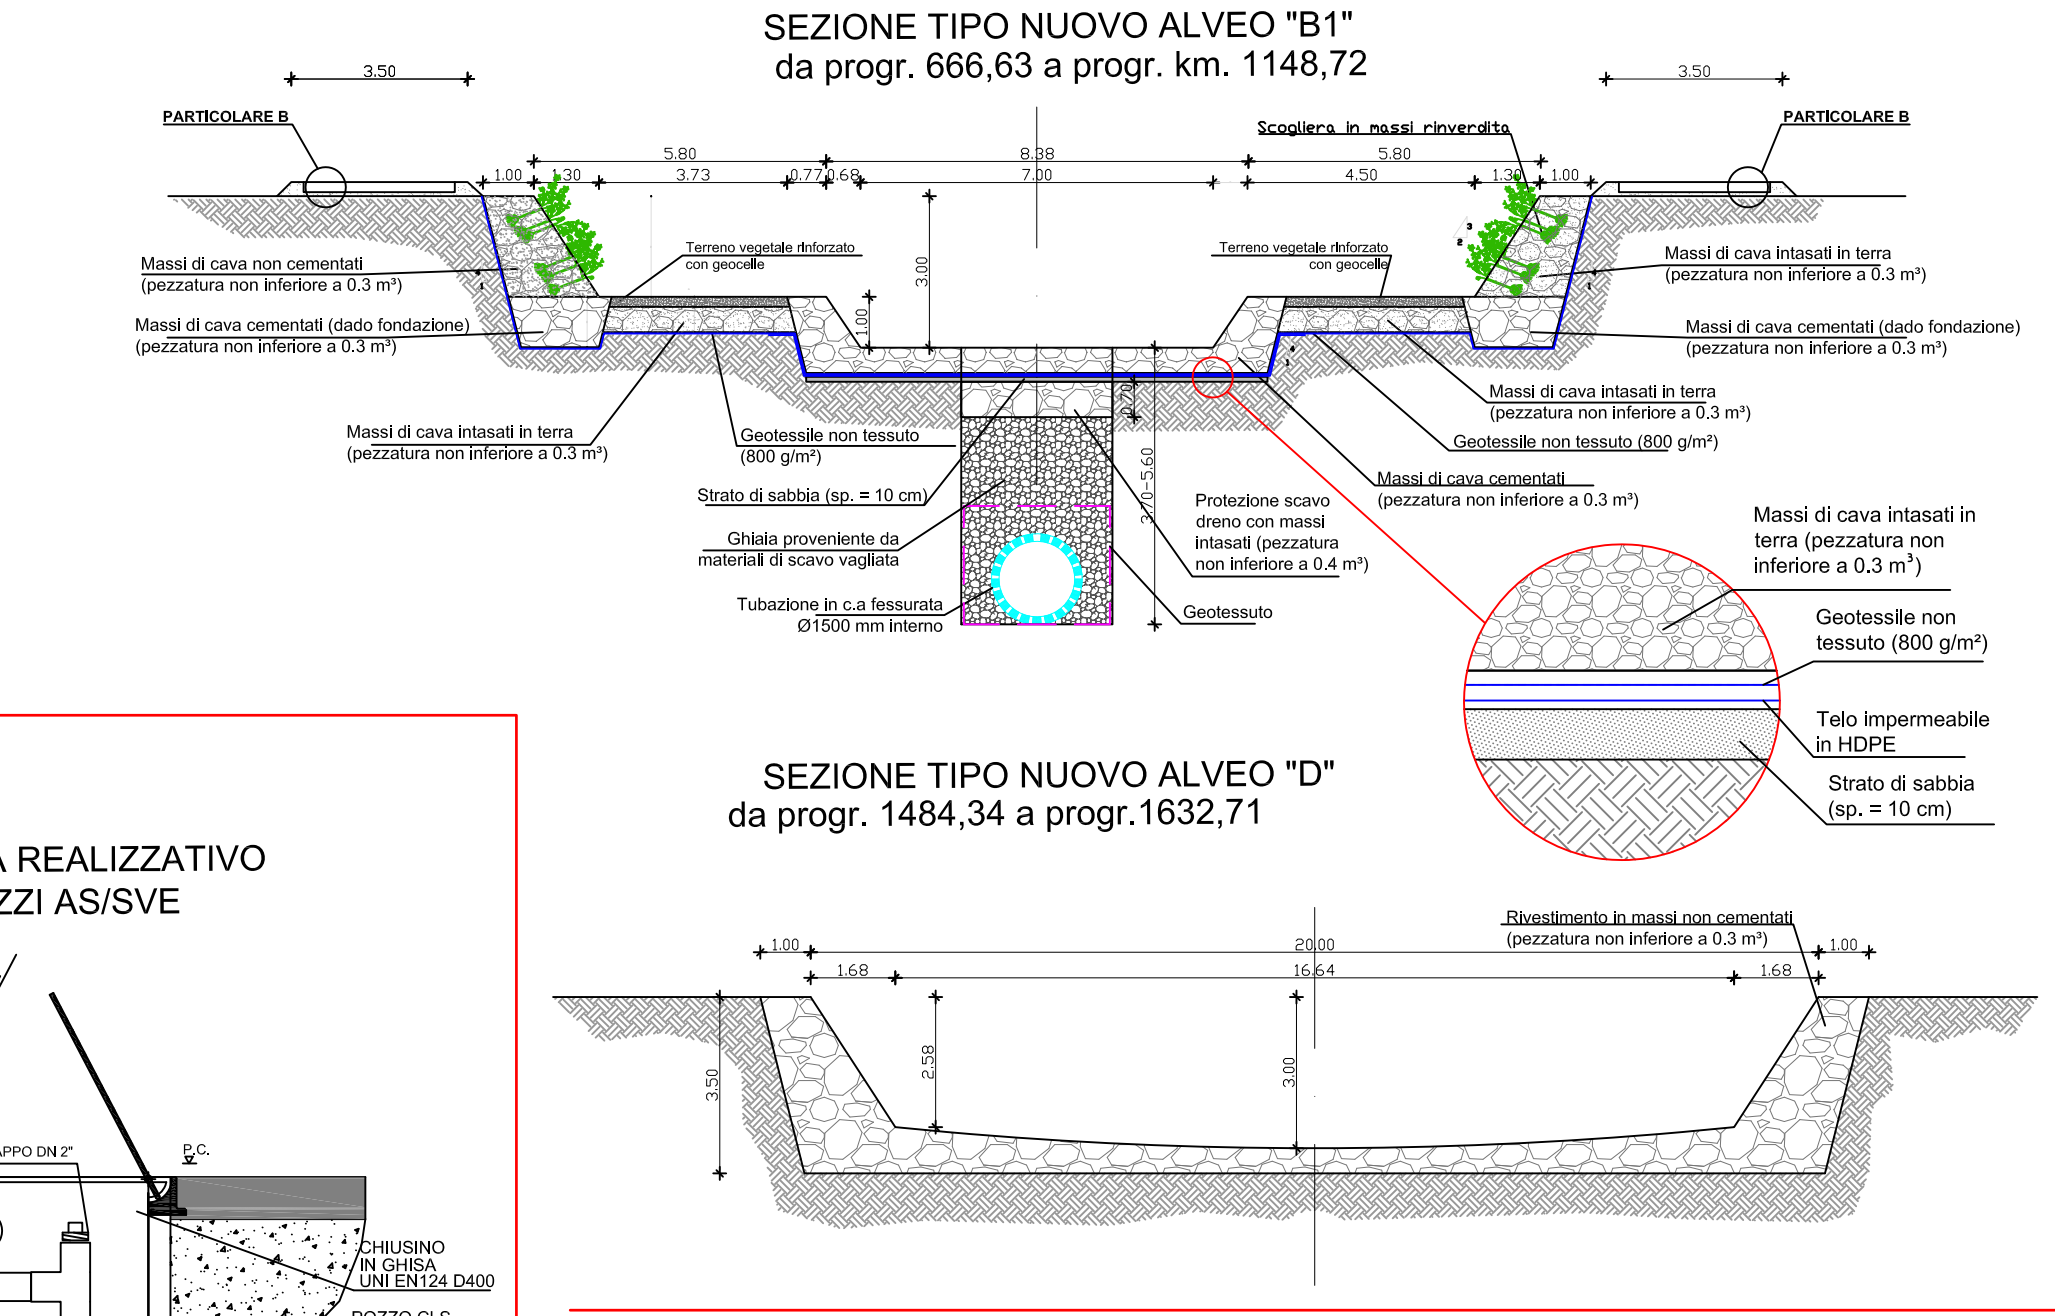 SEZIONE TIPO NUOVO ALVEO "B1"
da progr. 666,63 a progr. km. 1148,72
3.50
3.50
PARTICOLARE B
PARTICOLARE B
Scogliera in massi rinverdita
5.80
8.38
5.80
1.00
1.30
3.73
0.77
0.68
7.00
4.50
1.30
1.00
3
2
Terreno vegetale rinforzato
con geocelle
Terreno vegetale rinforzato
con geocelle
3.00
1.00
Massi di cava non cementati
(pezzatura non inferiore a 0.3 m³)
Massi di cava intasati in terra
(pezzatura non inferiore a 0.3 m³)
4
1
4
1
Massi di cava cementati (dado fondazione)
(pezzatura non inferiore a 0.3 m³)
Massi di cava cementati (dado fondazione)
(pezzatura non inferiore a 0.3 m³)
4
1
Massi di cava intasati in terra
(pezzatura non inferiore a 0.3 m³)
0.70
Massi di cava intasati in terra
(pezzatura non inferiore a 0.3 m³)
Geotessile non tessuto
(800 g/m²)
Geotessile non tessuto (800 g/m²)
3.70-5.60
Massi di cava cementati
(pezzatura non inferiore a 0.3 m³)
Strato di sabbia (sp. = 10 cm)
Protezione scavo
dreno con massi
intasati (pezzatura
non inferiore a 0.4 m³)
Ghiaia proveniente da
materiali di scavo vagliata
Tubazione in c.a fessurata
Ø1500 mm interno
Geotessuto
Massi di cava intasati in
terra (pezzatura non
inferiore a 0.3 m³)
Geotessile non
tessuto (800 g/m²)
Telo impermeabile
in HDPE
Strato di sabbia
(sp. = 10 cm)
SEZIONE TIPO NUOVO ALVEO "D"
da progr. 1484,34 a progr.1632,71
Rivestimento in massi non cementati
(pezzatura non inferiore a 0.3 m³)
1.00
20.00
1.00
1.68
16.64
1.68
3.50
2.58
3.00
A REALIZZATIVO
ZZI AS/SVE
APPO DN 2"
P.C.
CHIUSINO
IN GHISA
UNI EN124 D400
POZZO CLS